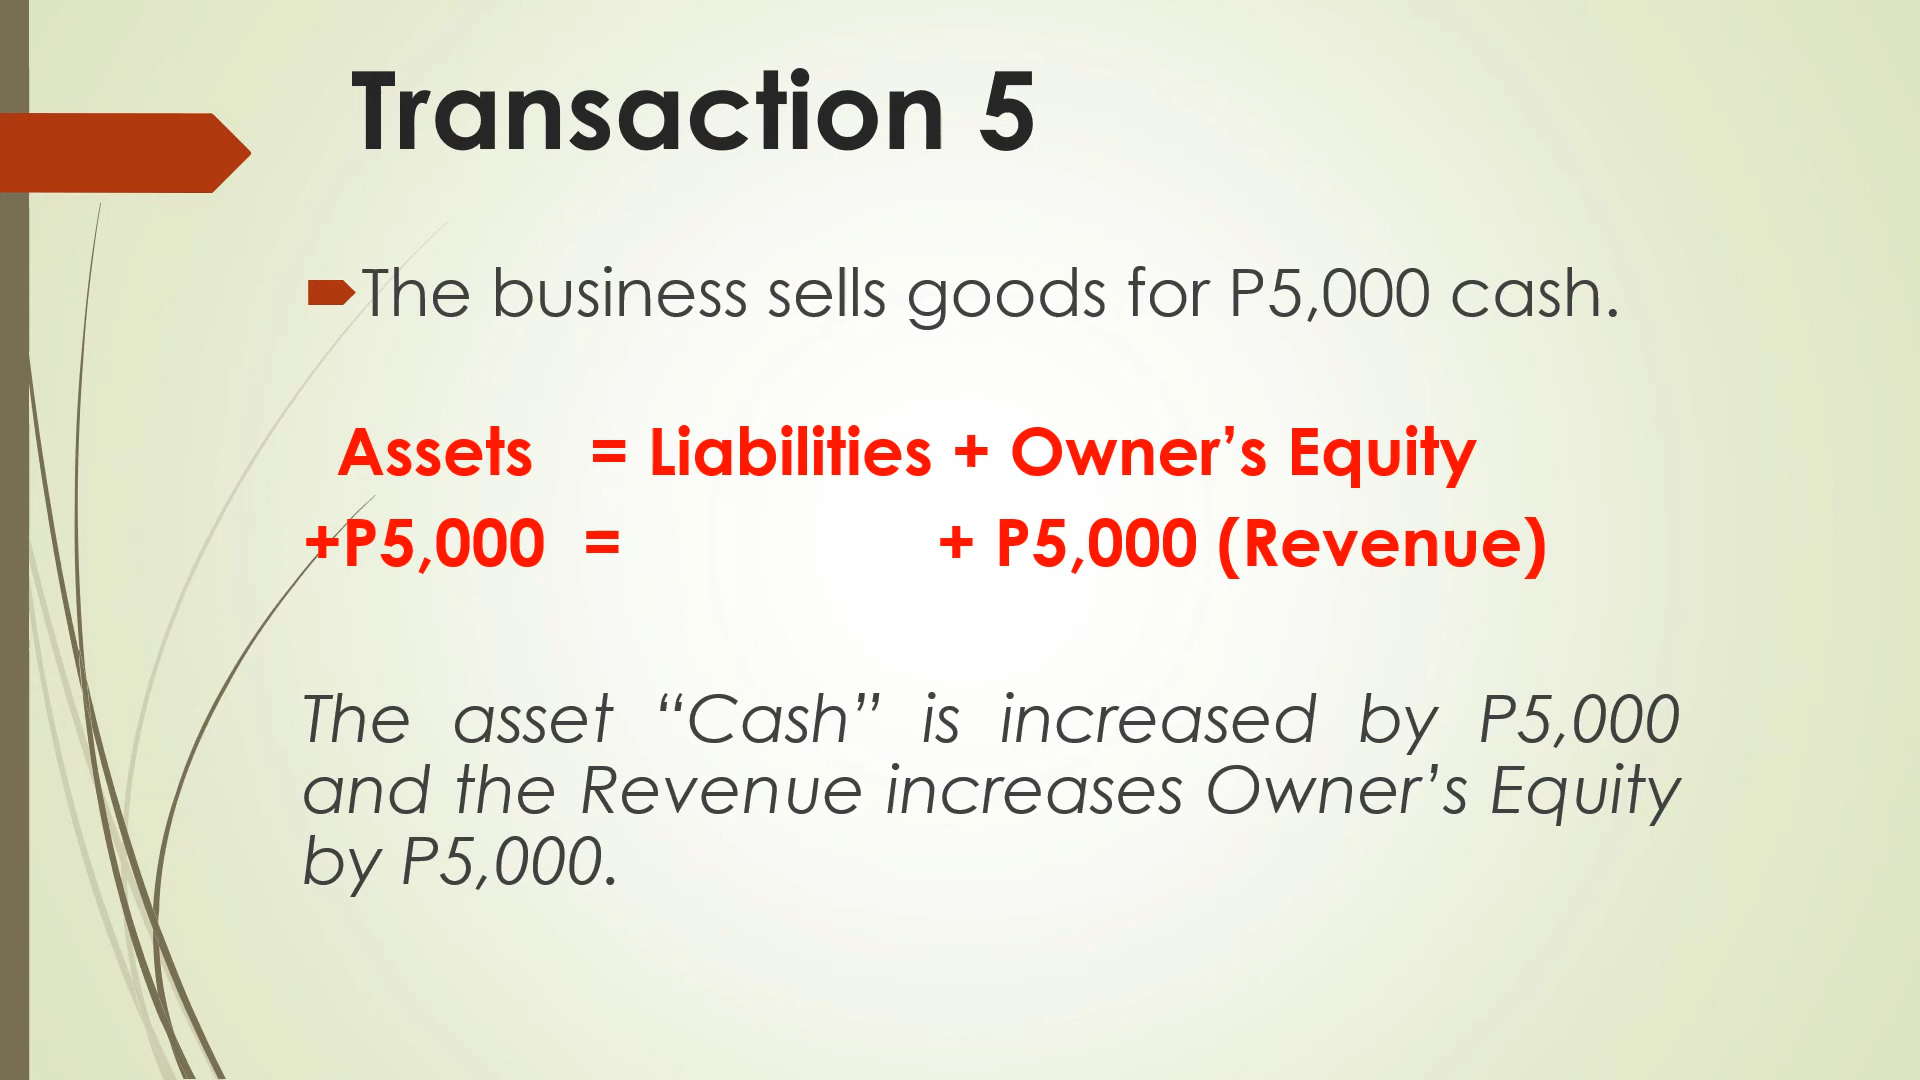 Transaction 5
The business sells goods for P5,000 cash.
Assets = Liabilities + Owner’s Equity
+P5,000 = + P5,000 (Revenue)
The asset “Cash” is increased by P5,000
and the Revenue increases Owner’s Equity
by P5,000.